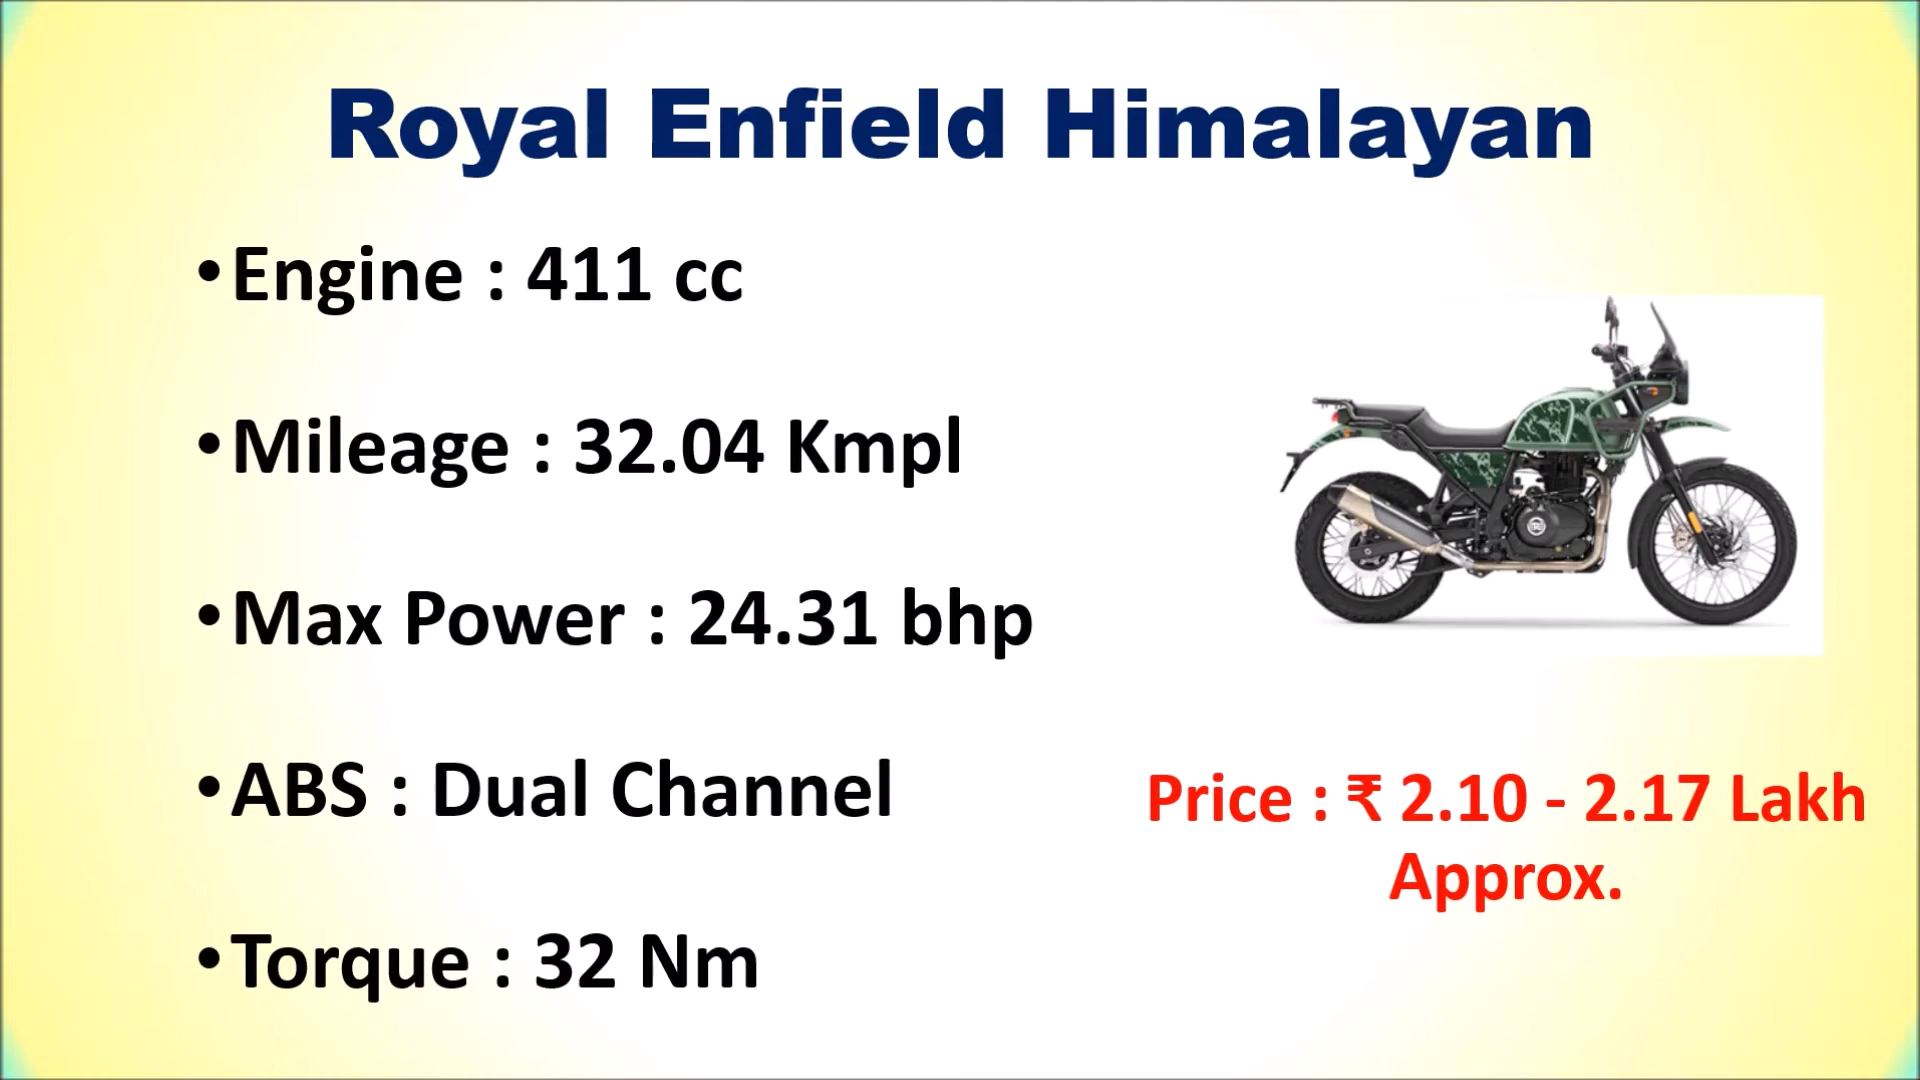 Royal Enfield Himalayan
•Engine : 411 cc
•Mileage : 32.04 Kmpl
•Max Power : 24.31 bhp
•ABS : Dual Channel
•Torque : 32 Nm
Price : ₹ 2.10 - 2.17 Lakh
Approx.